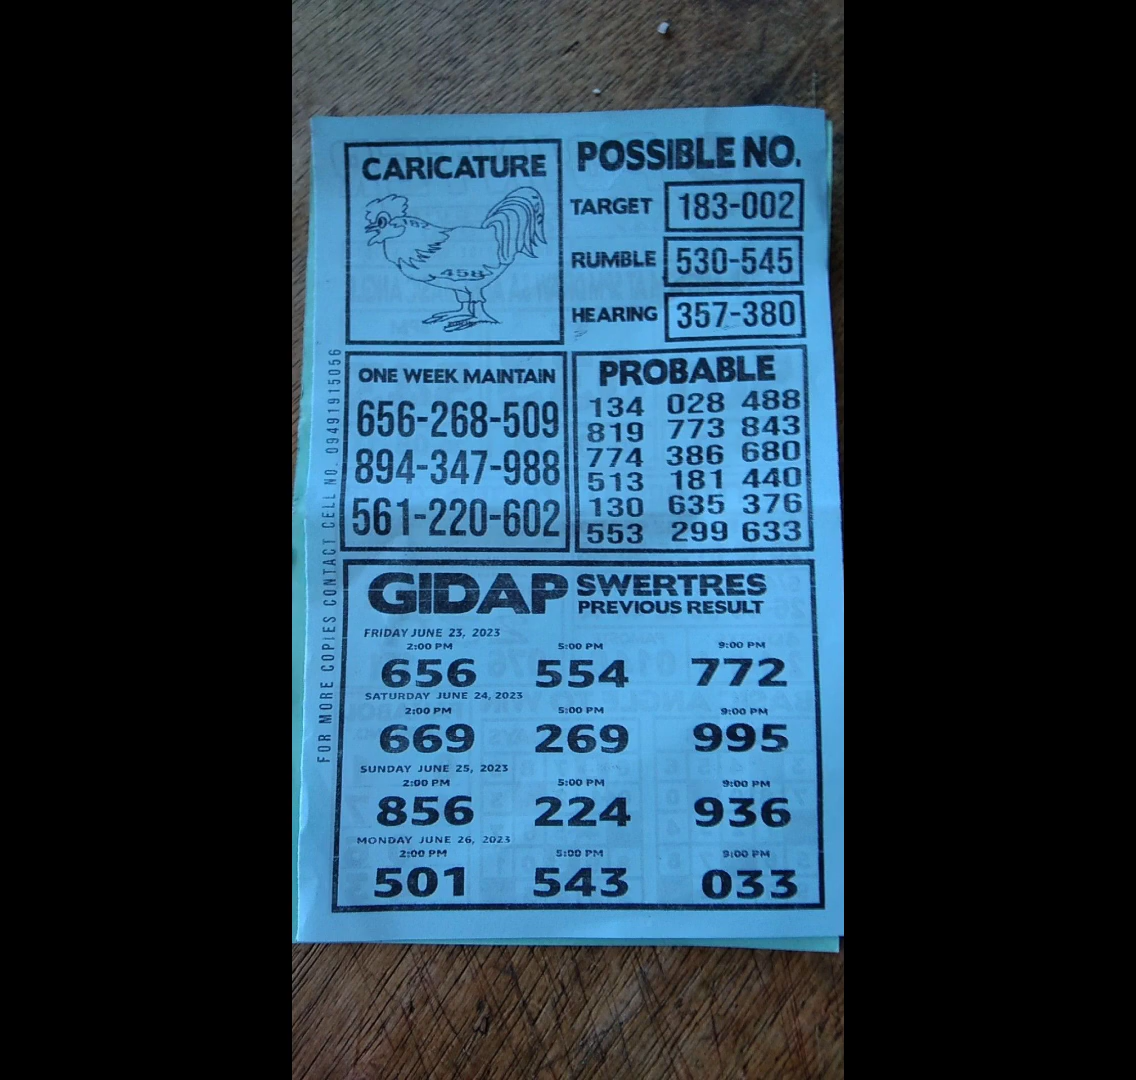 CARICATURE
458
POSSIBLE NO.
TARGET 183-002
RUMBLE 530-545
HEARING 357-380
ONE WEEK MAINTAIN
656-268-509
894-347-988
561-220-602
PROBABLE
134 028 488
819 773 843
774 386 680
513 181 440
130 635 376
553 299 633
FOR MORE COPIES CONTACT CELL NO. 09491915056
GIDAP SWERTRES
PREVIOUS RESULT
FRIDAY JUNE 23, 2023
2:00 PM 5:00 PM 9:00 PM
656 554 772
SATURDAY JUNE 24, 2023
2:00 PM 5:00 PM 9:00 PM
669 269 995
SUNDAY JUNE 25, 2023
2:00 PM 5:00 PM 9:00 PM
856 224 936
MONDAY JUNE 26, 2023
2:00 PM 5:00 PM 9:00 PM
501 543 033